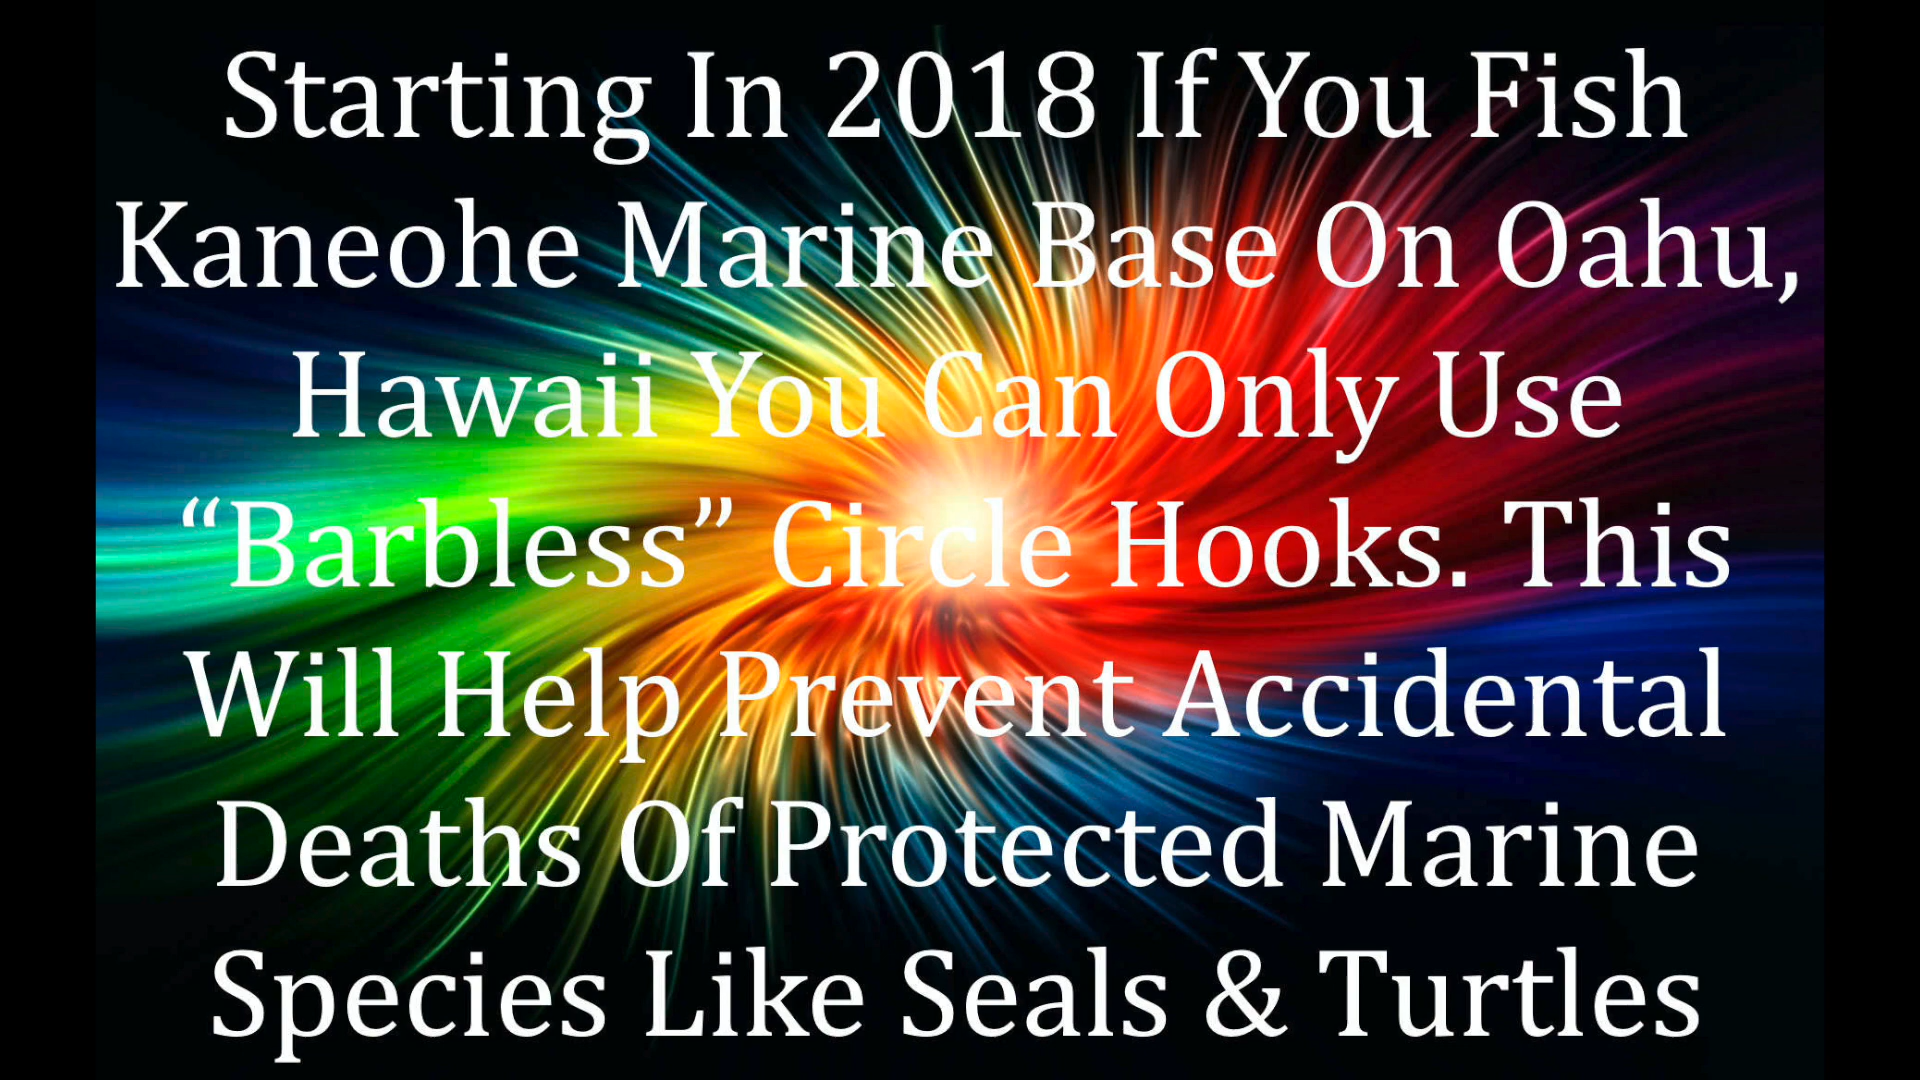 Starting In 2018 If You Fish
Kaneohe Marine Base On Oahu,
Hawaii You Can Only Use
“Barbless” Circle Hooks. This
Will Help Prevent Accidental
Deaths Of Protected Marine
Species Like Seals & Turtles